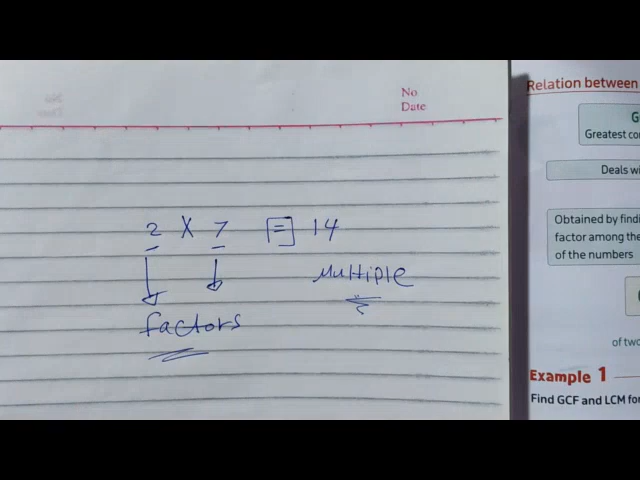 No
Date
2 X 7 = 14
Multiple
factors
Relation between
G
Greatest co
Deals wi
Obtained by findi
factor among the
of the numbers
of two
Example 1
Find GCF and LCM fo